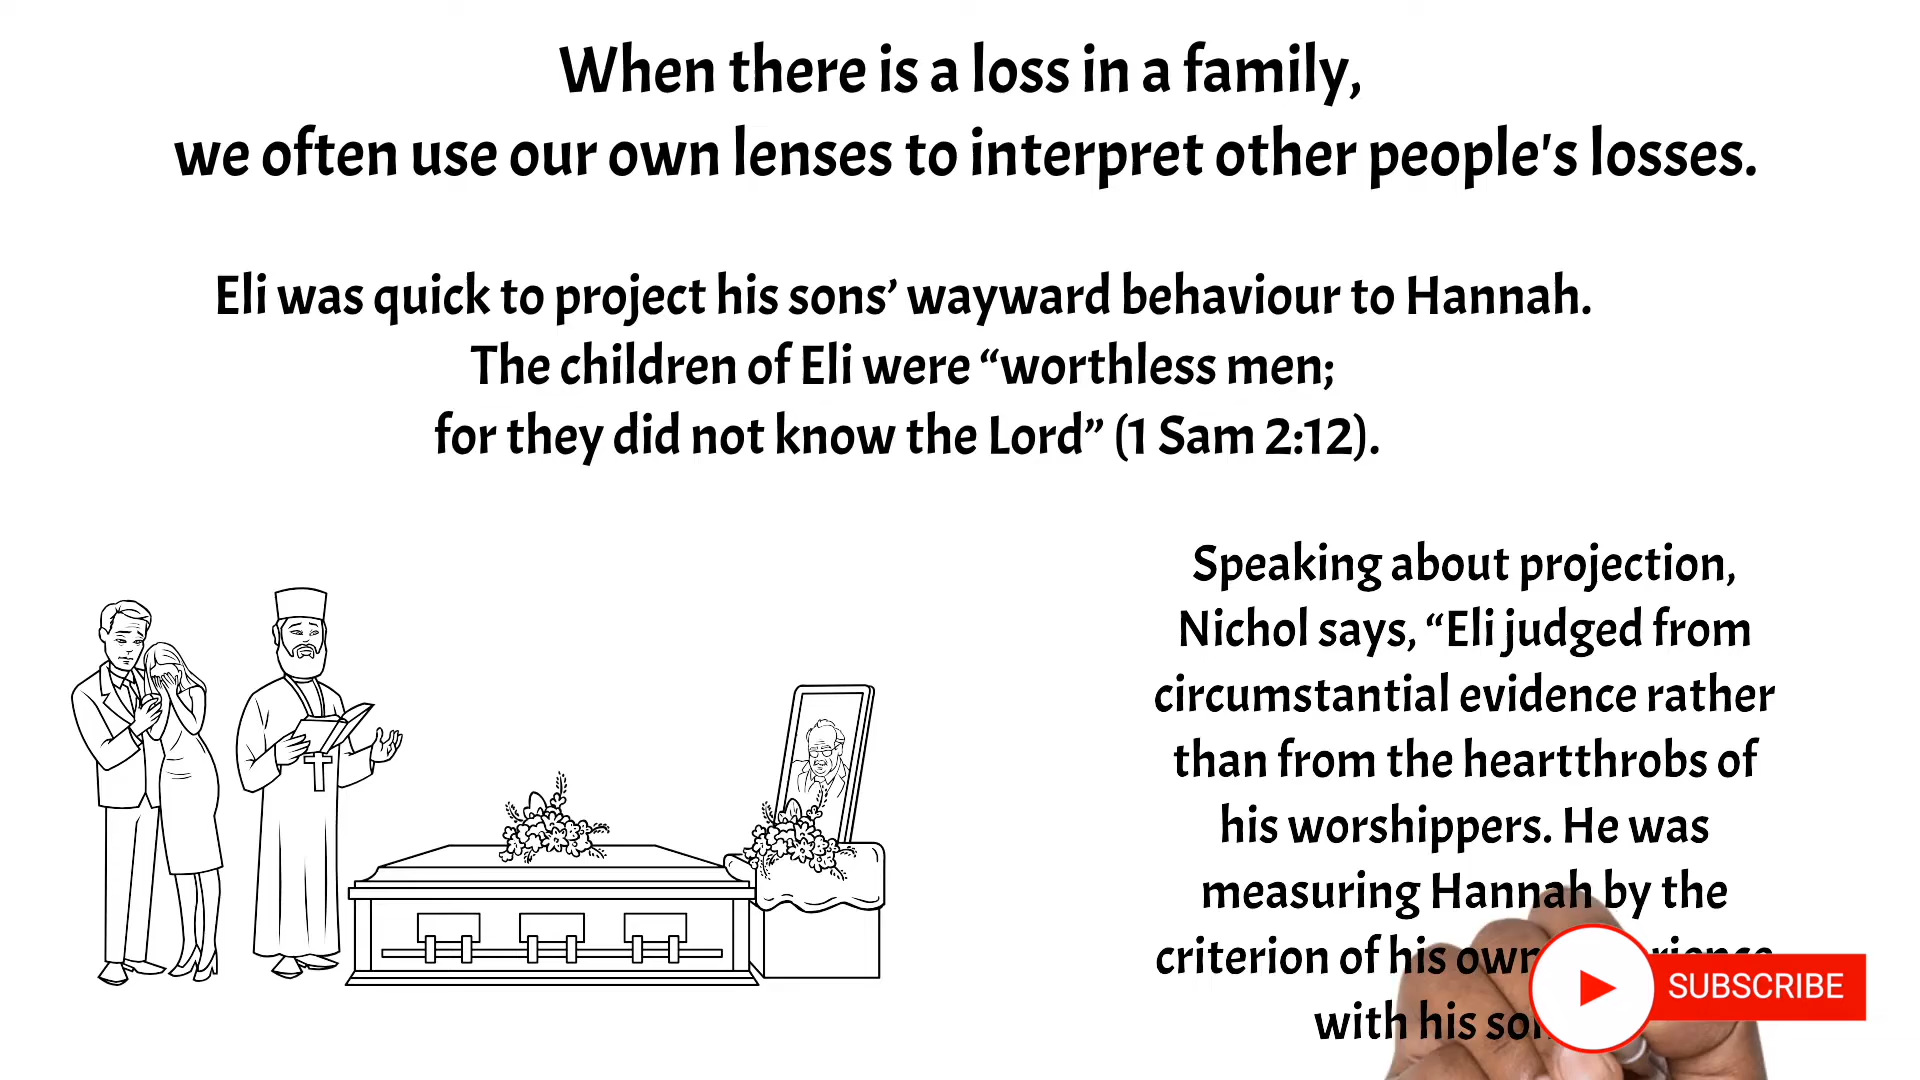 When there is a loss in a family,
we often use our own lenses to interpret other people's losses.
Eli was quick to project his sons’ wayward behaviour to Hannah.
The children of Eli were “worthless men;
for they did not know the Lord” (1 Sam 2:12).
Speaking about projection,
Nichol says, “Eli judged from
circumstantial evidence rather
than from the heartthrobs of
his worshippers. He was
measuring Hannah by the
criterion of his own
with his
SUBSCRIBE